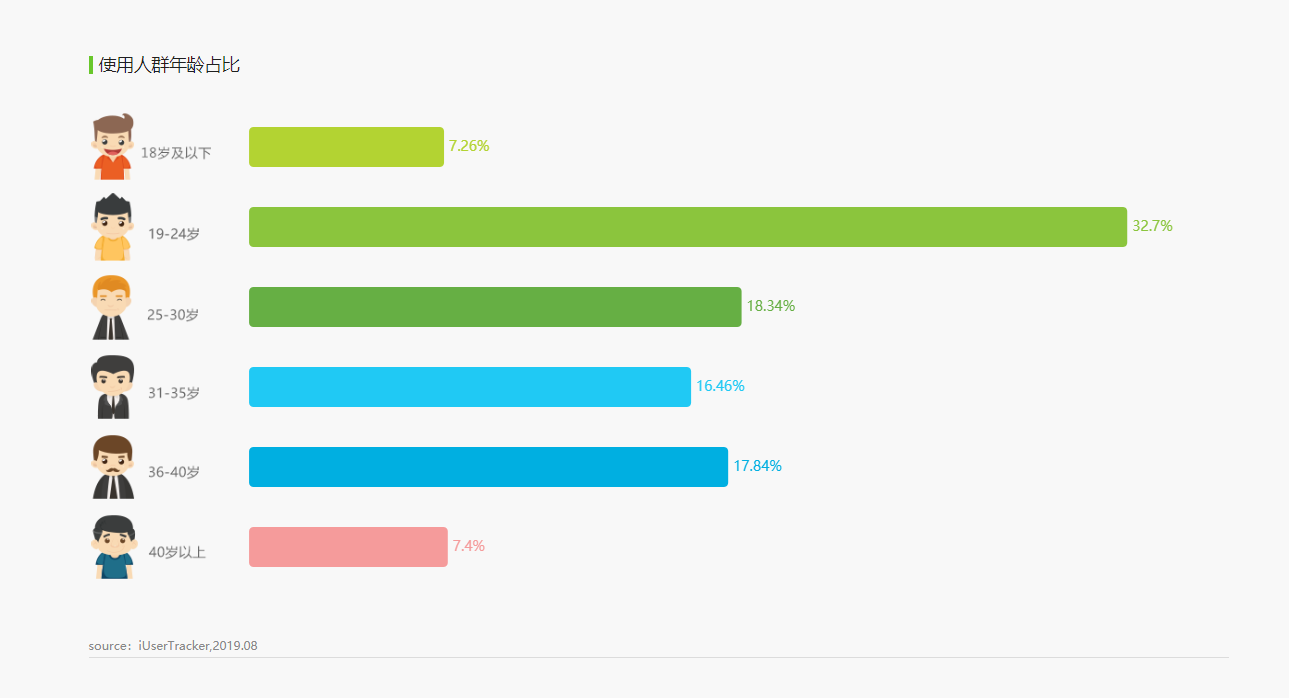 使用人群年龄占比
18岁及以下 7.26%
19-24岁 32.7%
25-30岁 18.34%
31-35岁 16.46%
36-40岁 17.84%
40岁以上 7.4%
source：iUserTracker,2019.08